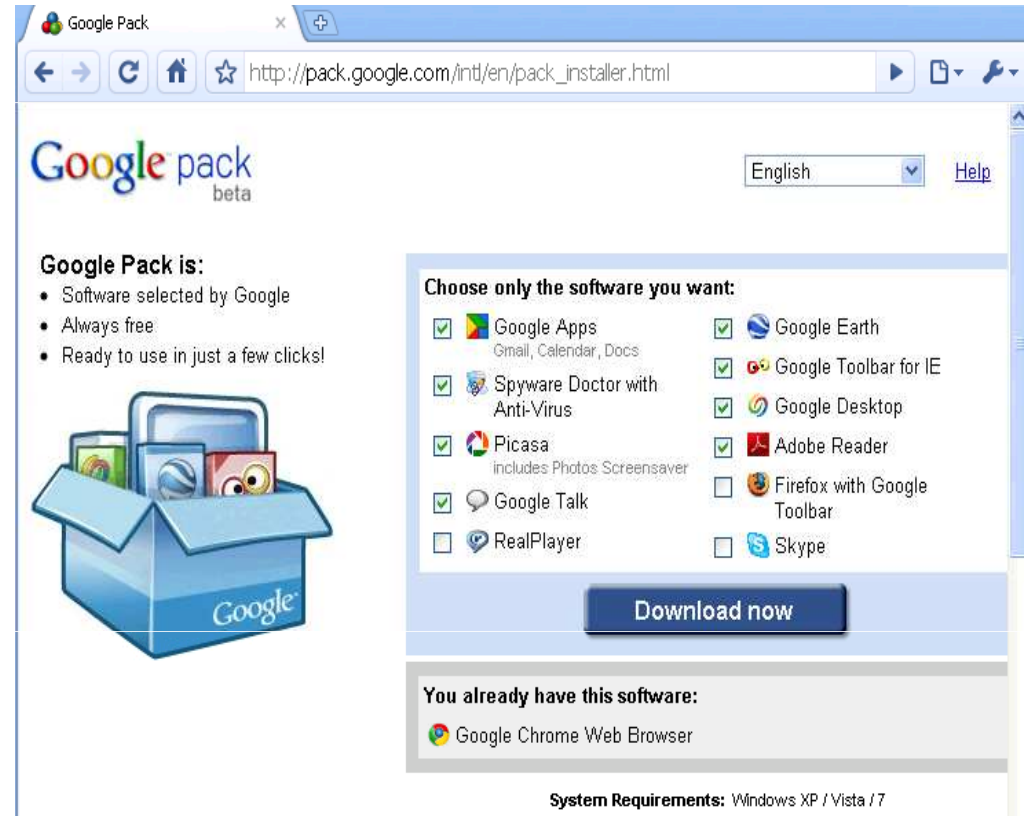 Google Pack
http://pack.google.com/intl/en/pack_installer.html
Google pack
beta
English
Help
Google Pack is:
• Software selected by Google
• Always free
• Ready to use in just a few clicks!
Google
Choose only the software you want:
Google Apps
Gmail, Calendar, Docs
Spyware Doctor with
Anti-Virus
Picasa
includes Photos Screensaver
Google Talk
RealPlayer
Google Earth
Google Toolbar for IE
Google Desktop
Adobe Reader
Firefox with Google
Toolbar
Skype
Download now
You already have this software:
Google Chrome Web Browser
System Requirements: Windows XP / Vista / 7